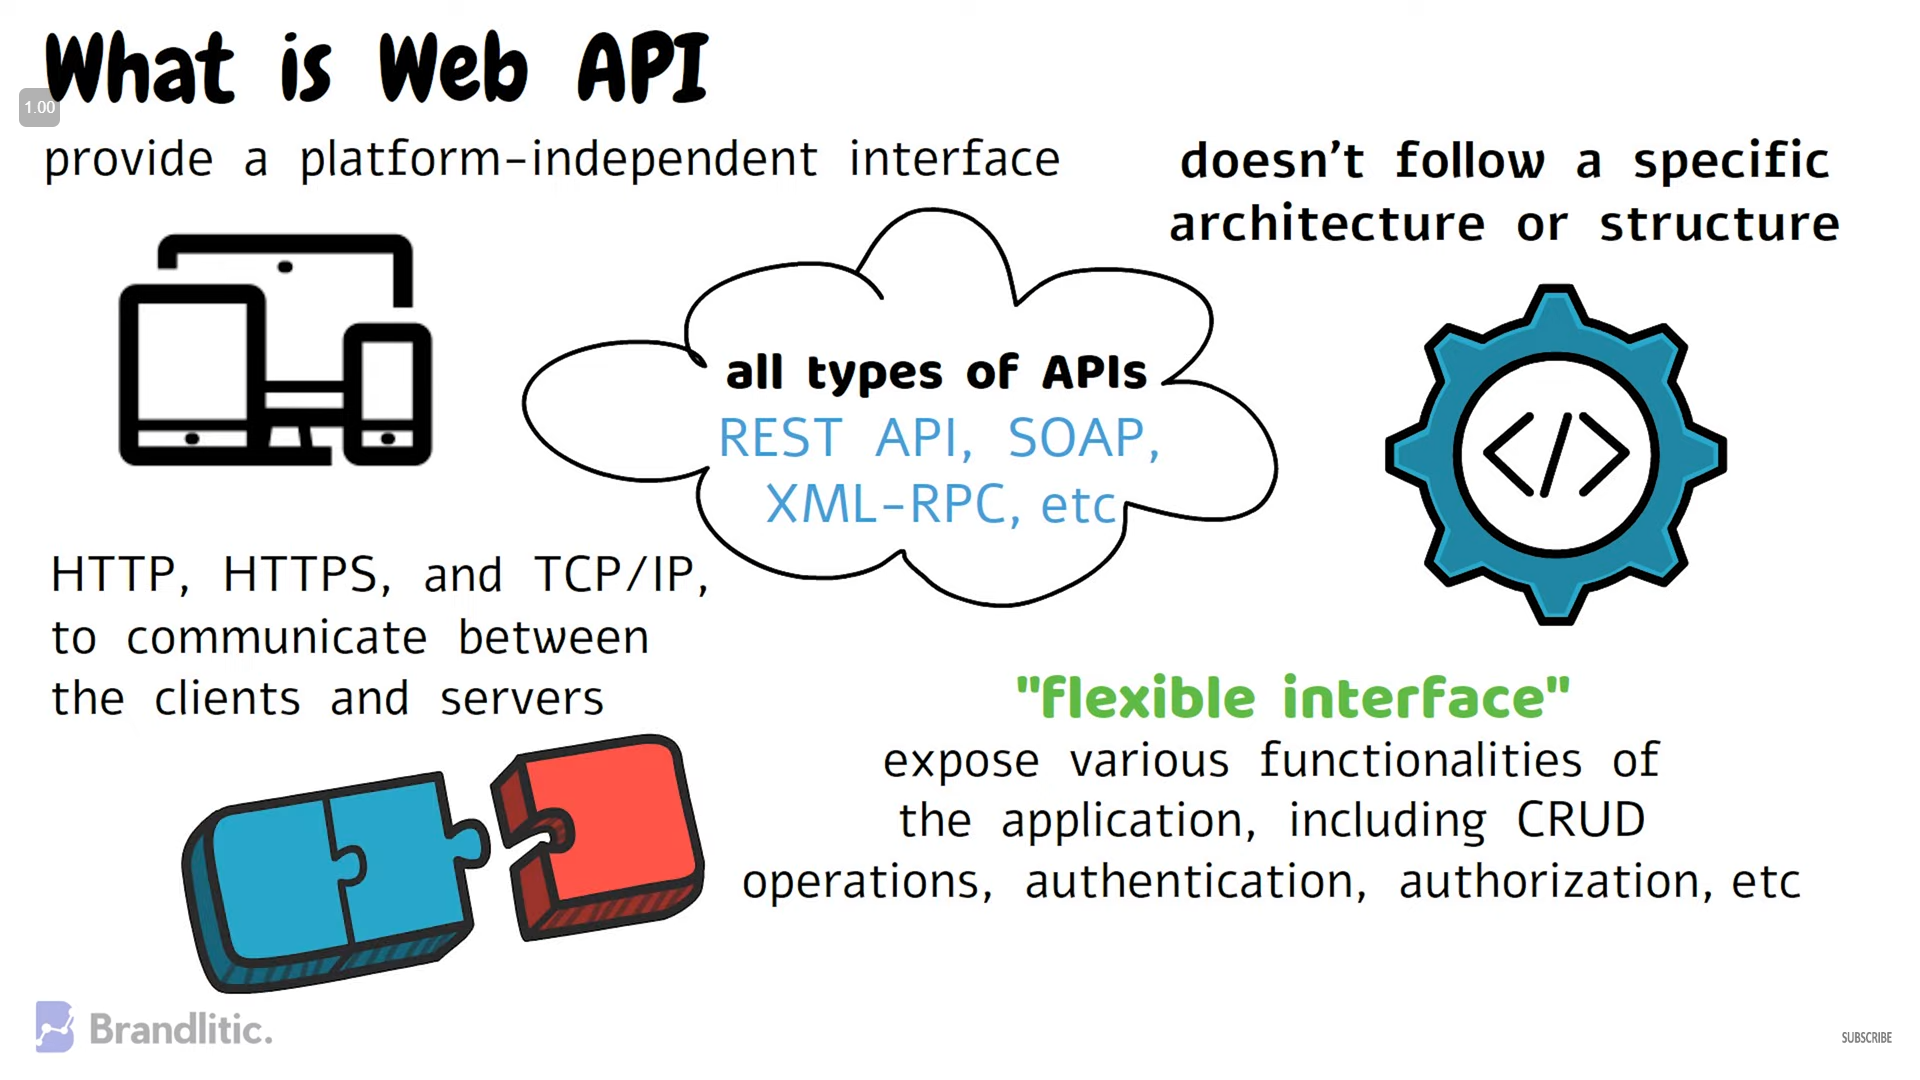 What is Web API
1.00
provide a platform-independent interface
doesn't follow a specific
architecture or structure
all types of APIs
REST API, SOAP,
XML-RPC, etc
</>
HTTP, HTTPS, and TCP/IP,
to communicate between
the clients and servers
"flexible interface"
expose various functionalities of
the application, including CRUD
operations, authentication, authorization, etc
Brandlitic.
SUBSCRIBE